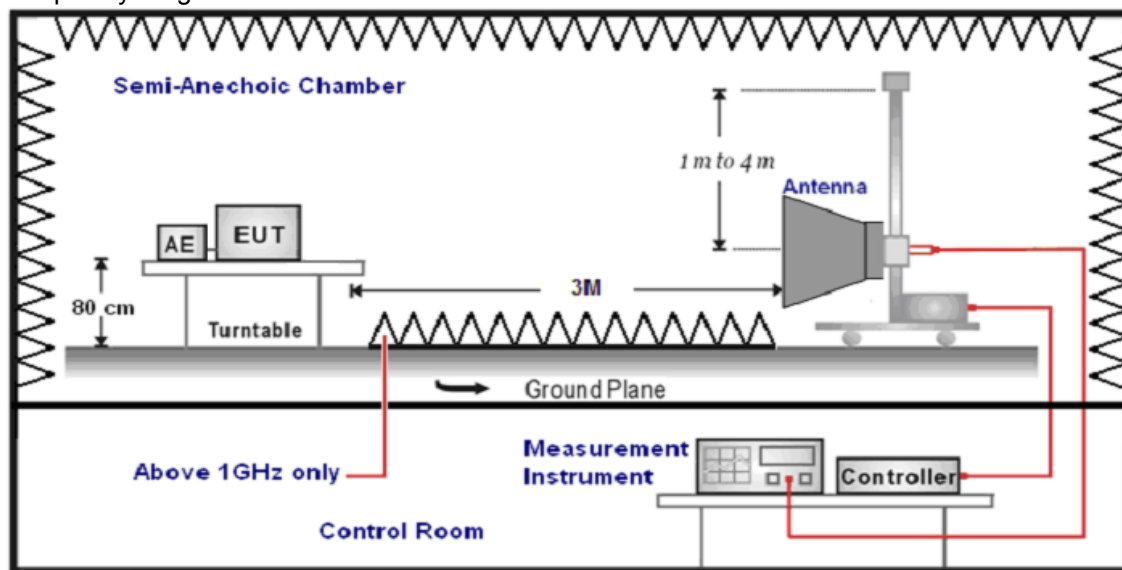 Semi-Anechoic Chamber
1 m to 4 m
Antenna
AE
EUT
80 cm
3M
Turntable
Ground Plane
Above 1GHz only
Measurement
Instrument
Controller
Control Room